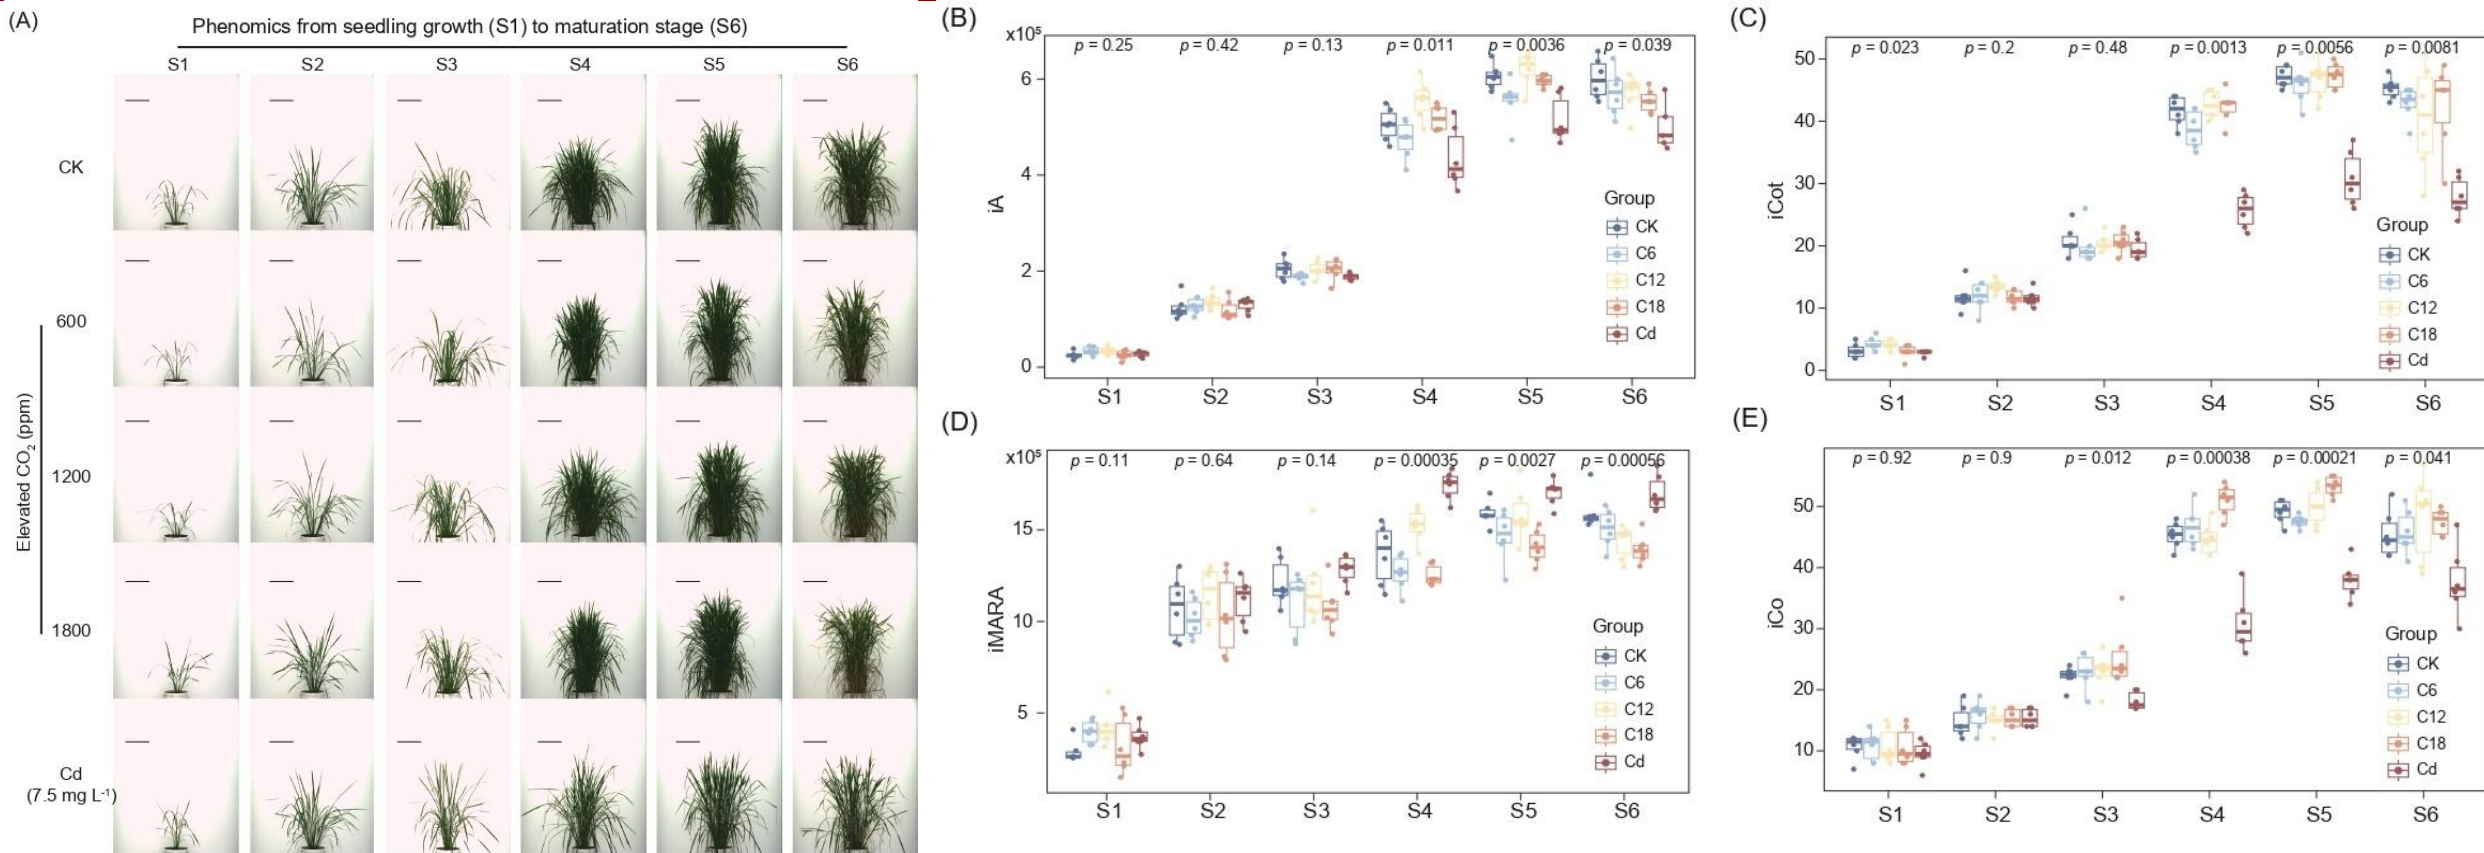 (A)
Phenomics from seedling growth (S1) to maturation stage (S6)
S1 S2 S3 S4 S5 S6
CK
600
1200
1800
Elevated CO₂ (ppm)
Cd
(7.5 mg L⁻¹)
(B)
x10⁵
p = 0.25 p = 0.42 p = 0.13 p = 0.011 p = 0.0036 p = 0.039
6
4
2
0
iA
Group
CK
C6
C12
C18
Cd
S1 S2 S3 S4 S5 S6
(C)
p = 0.023 p = 0.2 p = 0.48 p = 0.0013 p = 0.0056 p = 0.0081
50
40
30
20
10
0
iCot
Group
CK
C6
C12
C18
Cd
S1 S2 S3 S4 S5 S6
(D)
x10⁵
p = 0.11 p = 0.64 p = 0.14 p = 0.00035 p = 0.0027 p = 0.00056
15
10
5
iMARA
Group
CK
C6
C12
C18
Cd
S1 S2 S3 S4 S5 S6
(E)
p = 0.92 p = 0.9 p = 0.012 p = 0.00038 p = 0.00021 p = 0.041
50
40
30
20
10
iCo
Group
CK
C6
C12
C18
Cd
S1 S2 S3 S4 S5 S6